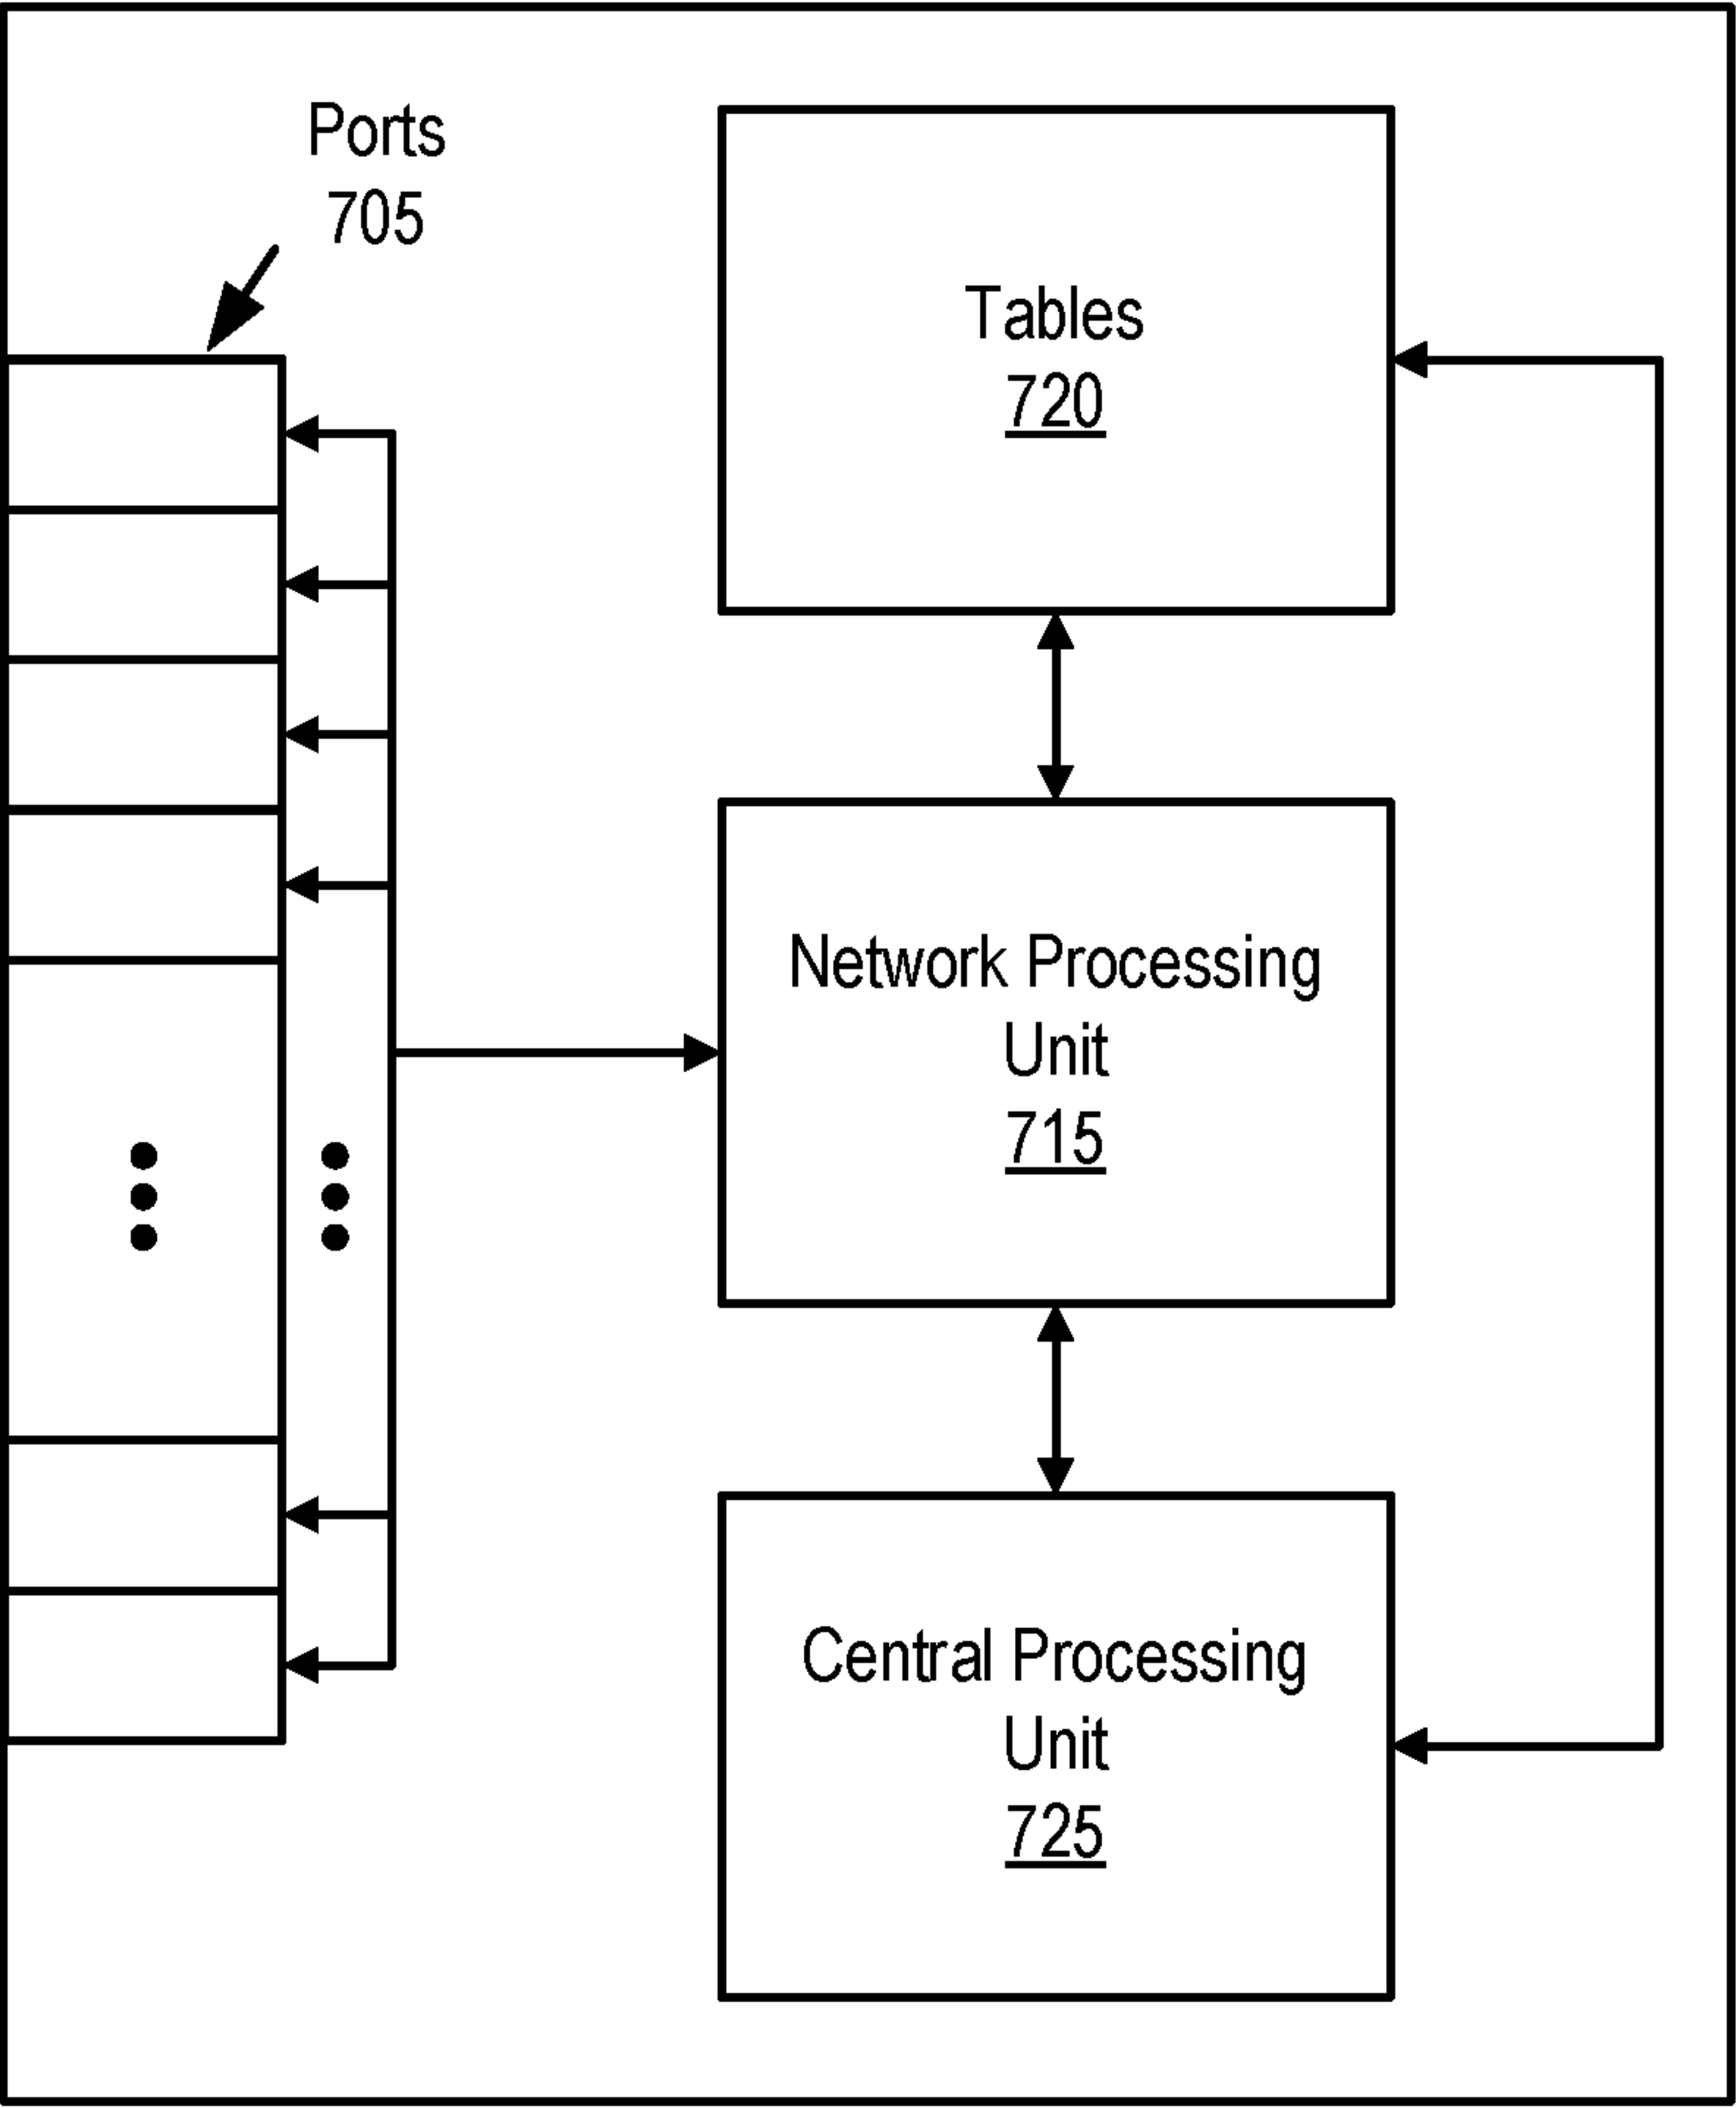 Ports
705
Tables
720
Network Processing
Unit
715
Central Processing
Unit
725